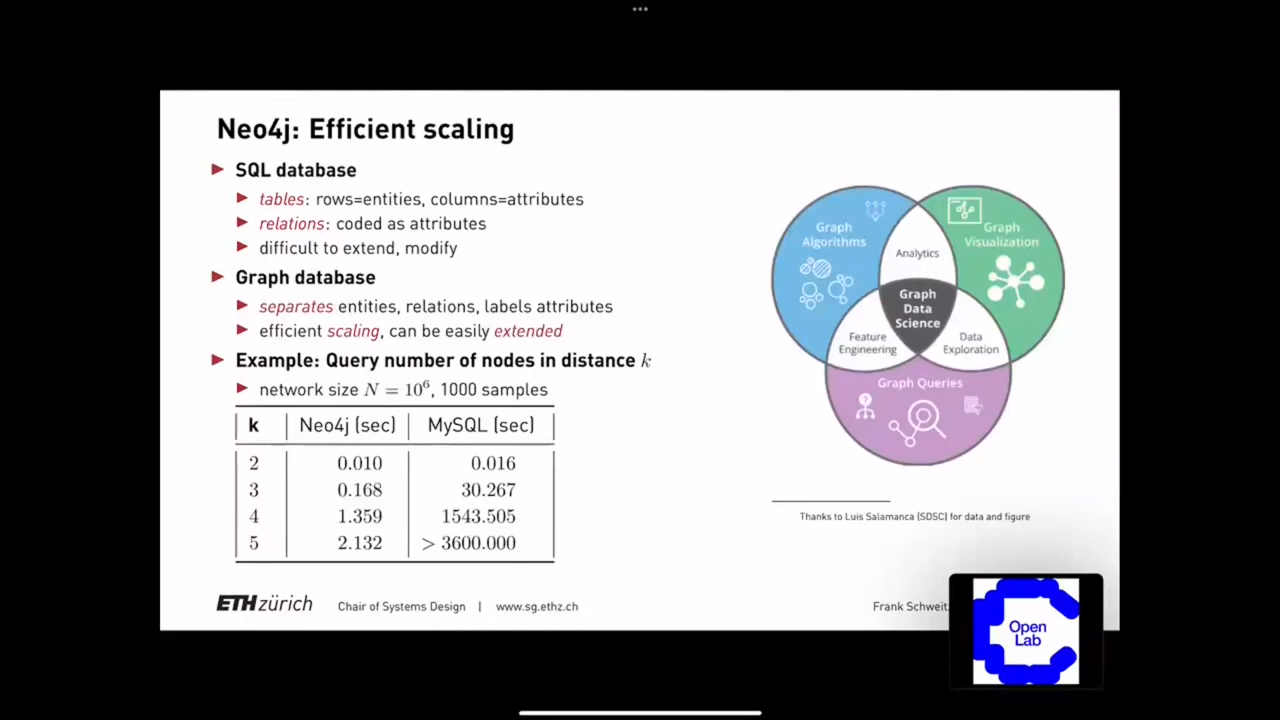 Neo4j: Efficient scaling
SQL database
tables: rows=entities, columns=attributes
relations: coded as attributes
difficult to extend, modify
Graph database
separates entities, relations, labels attributes
efficient scaling, can be easily extended
Example: Query number of nodes in distance k
network size N = 10⁶, 1000 samples
k Neo4j (sec) MySQL (sec)
2 0.010 0.016
3 0.168 30.267
4 1.359 1543.505
5 2.132 > 3600.000
Graph
Algorithms
Graph
Visualization
Analytics
Graph
Data
Science
Feature
Engineering
Data
Exploration
Graph Queries
Thanks to Luis Salamanca (SDSC) for data and figure
ETH zürich Chair of Systems Design | www.sg.ethz.ch
Frank
Open
Lab